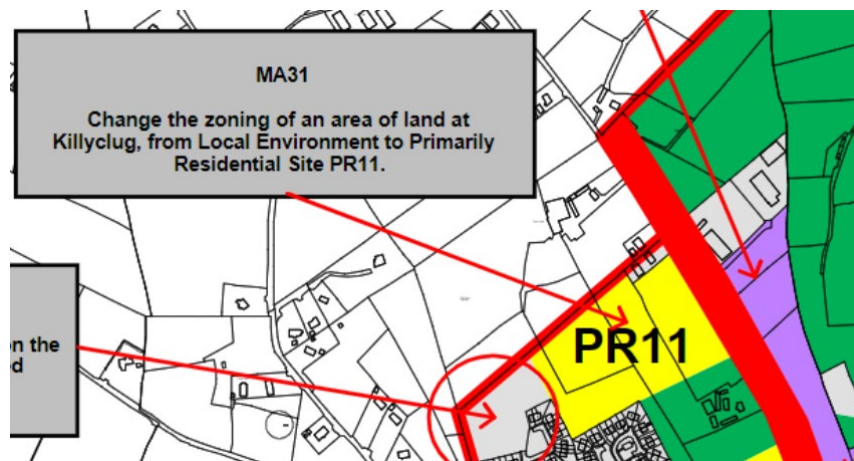 MA31
Change the zoning of an area of land at
Killyclug, from Local Environment to Primarily
Residential Site PR11.
on the
PR11